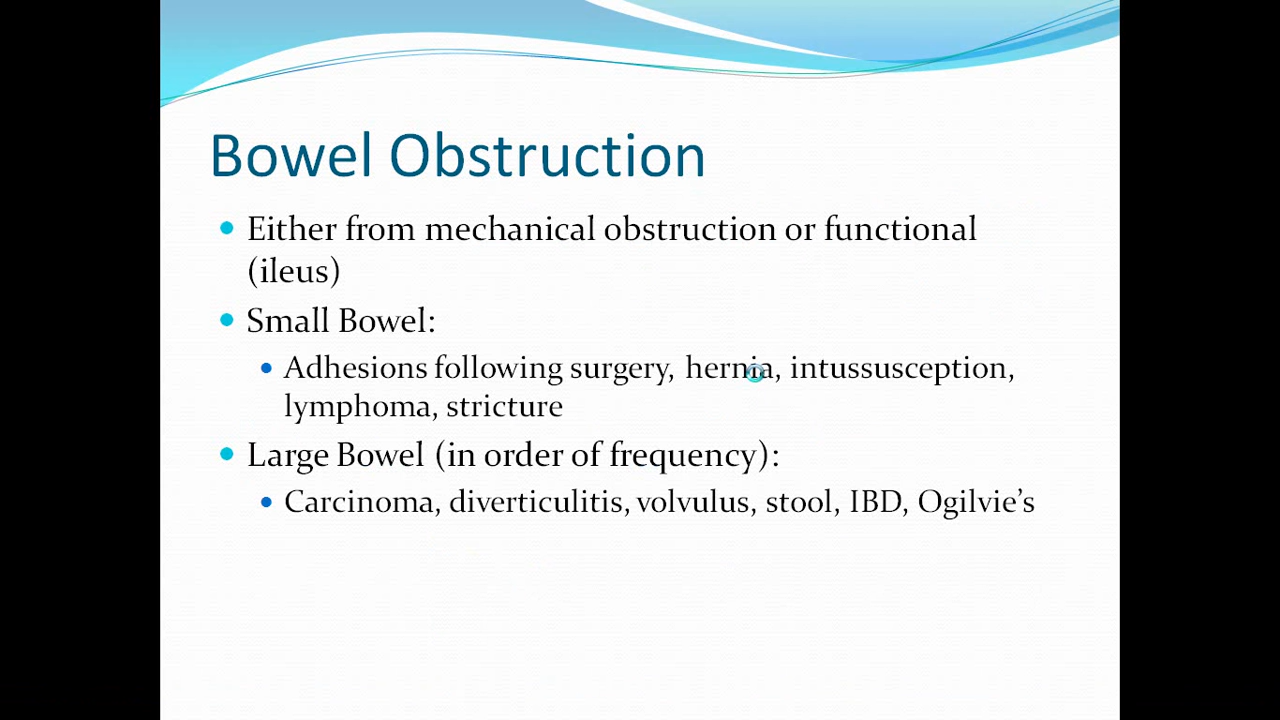 Bowel Obstruction
Either from mechanical obstruction or functional
(ileus)
Small Bowel:
Adhesions following surgery, hernia, intussusception,
lymphoma, stricture
Large Bowel (in order of frequency):
Carcinoma, diverticulitis, volvulus, stool, IBD, Ogilvie’s